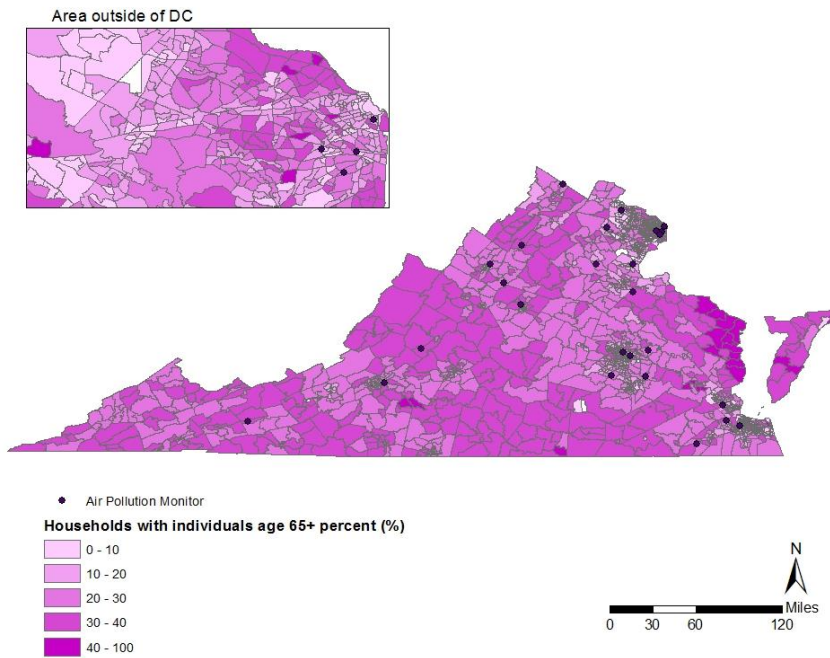 Area outside of DC
Air Pollution Monitor
Households with individuals age 65+ percent (%)
0 - 10
10 - 20
20 - 30
30 - 40
40 - 100
N
Miles
0 30 60 120